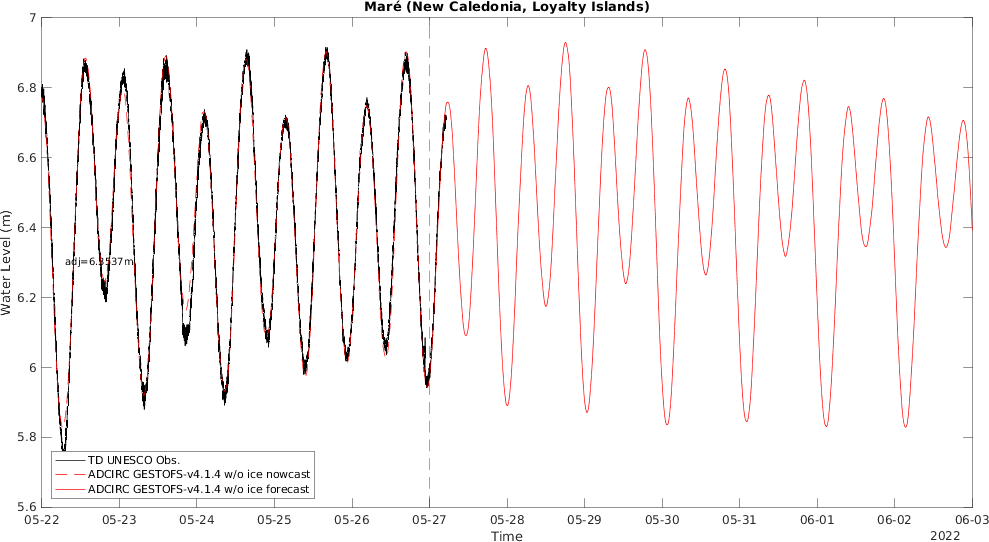 Maré (New Caledonia, Loyalty Islands)
7
6.8
6.6
6.4
6.2
6
5.8
5.6
Water Level (m)
adj=6.3537m
TD UNESCO Obs.
ADCIRC GESTOFS-v4.1.4 w/o ice nowcast
ADCIRC GESTOFS-v4.1.4 w/o ice forecast
05-22 05-23 05-24 05-25 05-26 05-27 05-28 05-29 05-30 05-31 06-01 06-02 06-03
Time
2022